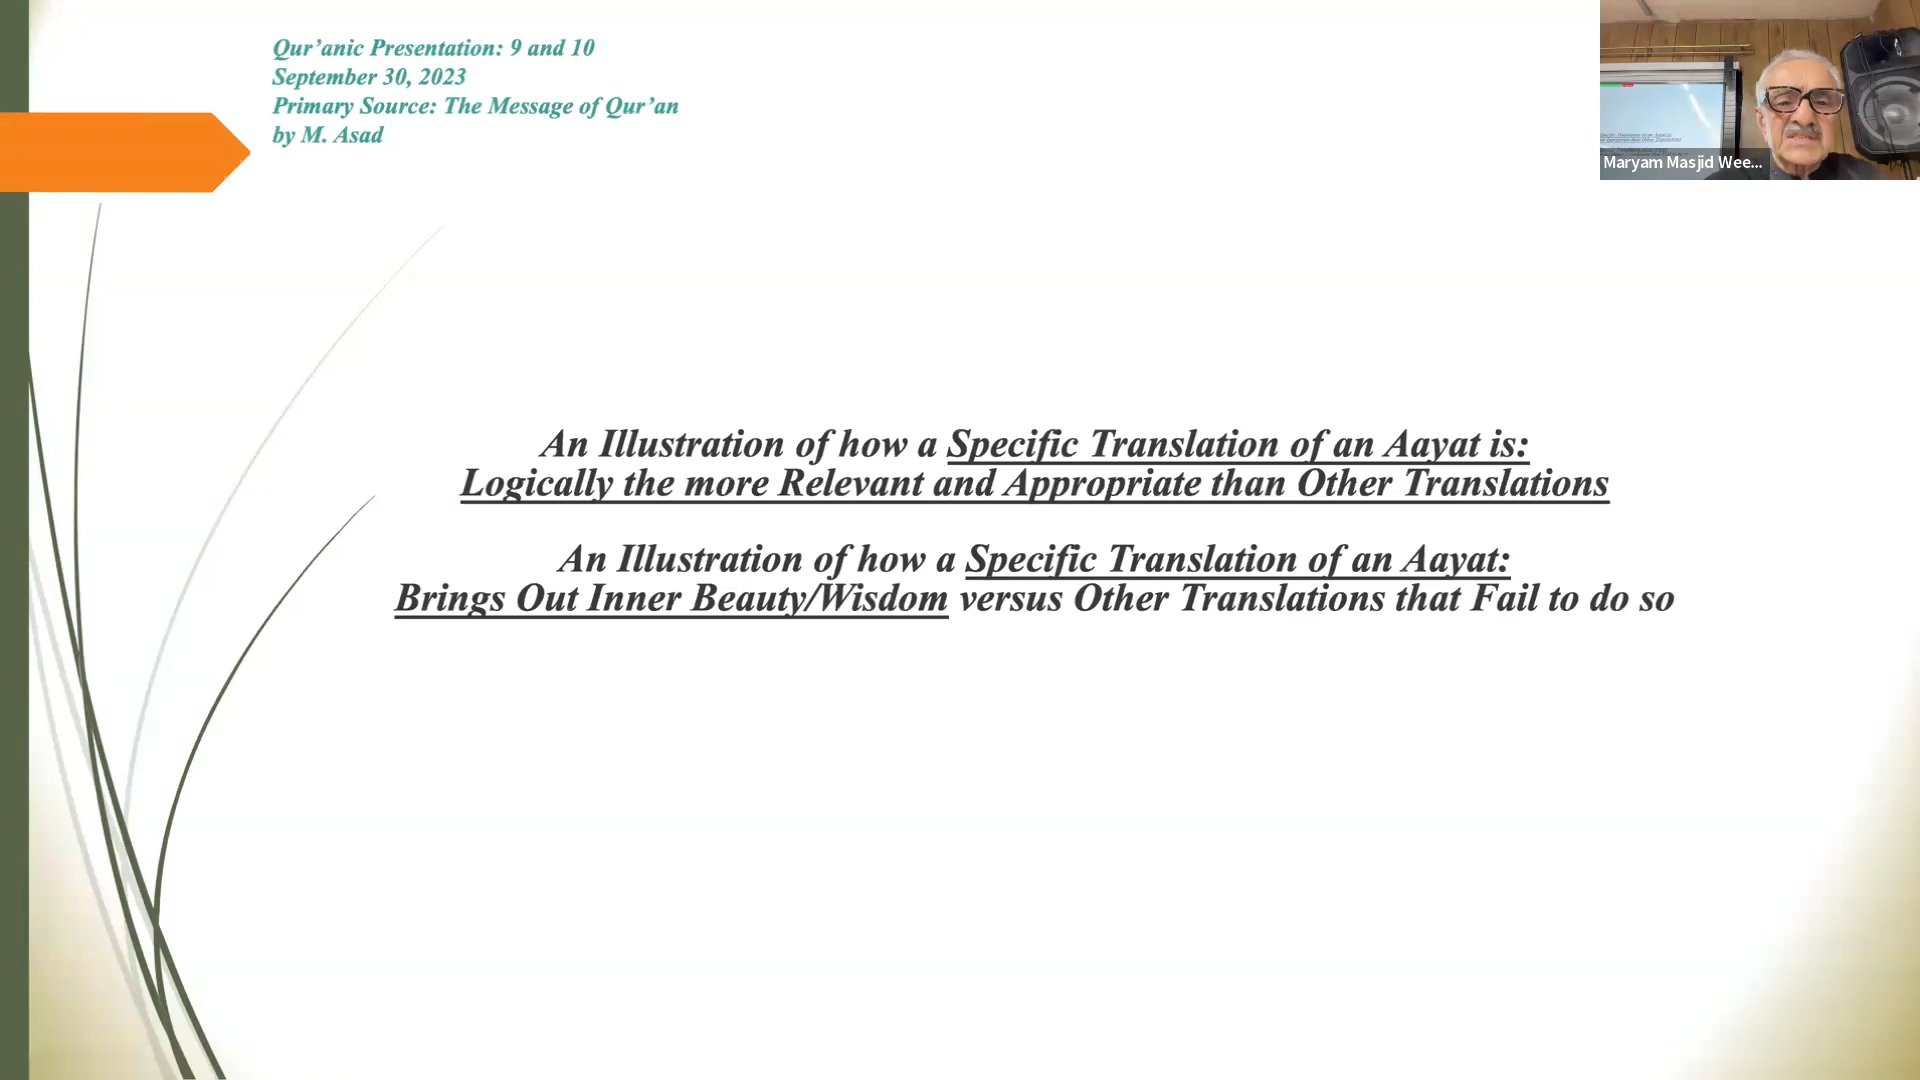 Qur’anic Presentation: 9 and 10
September 30, 2023
Primary Source: The Message of Qur’an
by M. Asad
Maryam Masjid Wee...
An Illustration of how a Specific Translation of an Aayat is:
Logically the more Relevant and Appropriate than Other Translations
An Illustration of how a Specific Translation of an Aayat:
Brings Out Inner Beauty/Wisdom versus Other Translations that Fail to do so